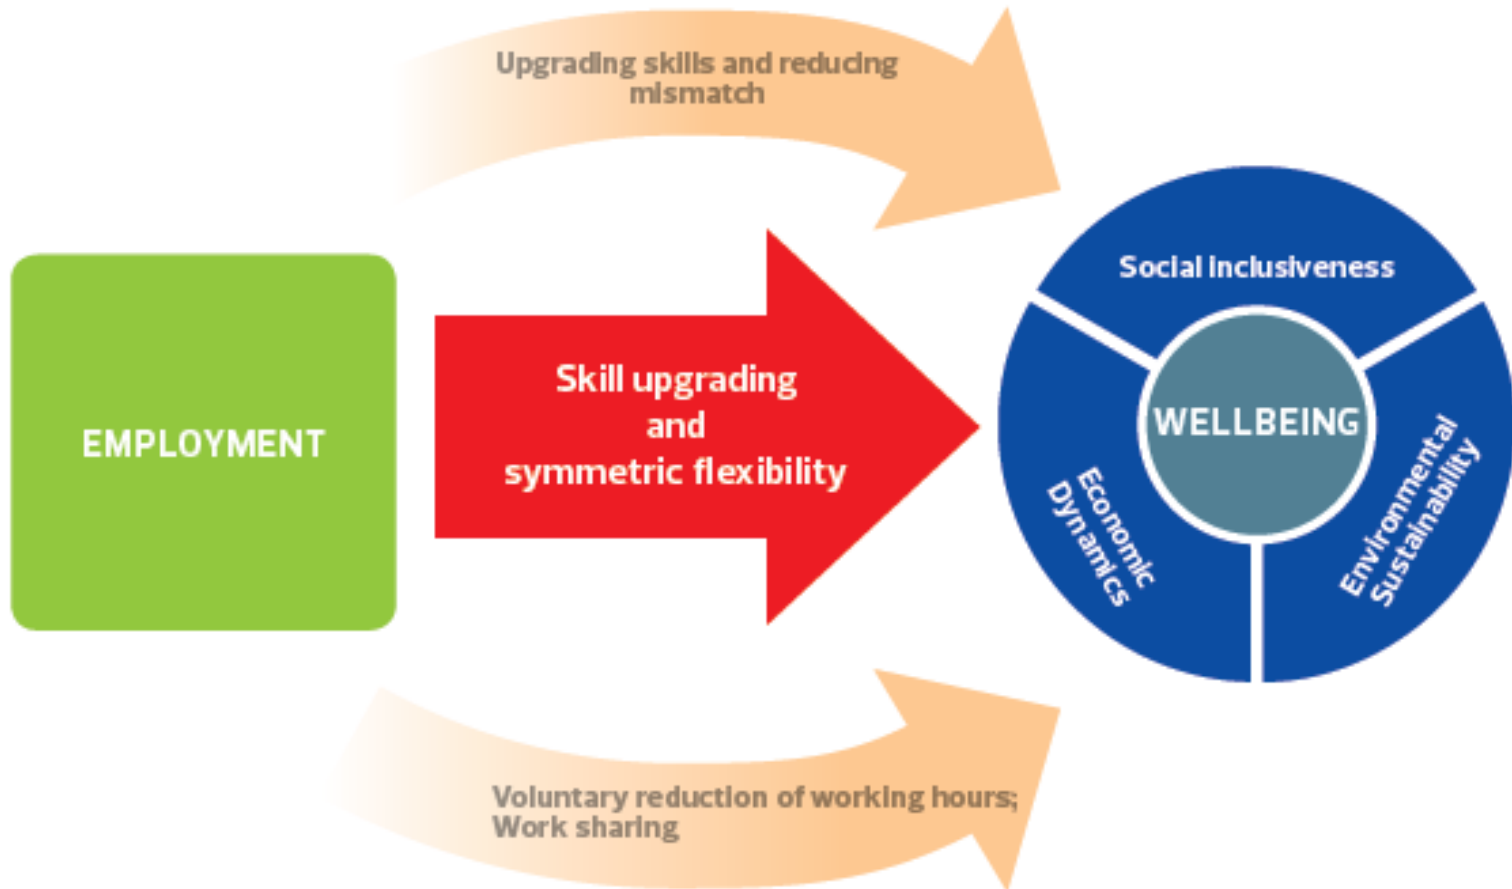 Upgrading skills and reducing
mismatch
Social inclusiveness
Skill upgrading
and
symmetric flexibility
EMPLOYMENT
WELLBEING
Economic
Dynamics
Environmental
Sustainability
Voluntary reduction of working hours;
Work sharing